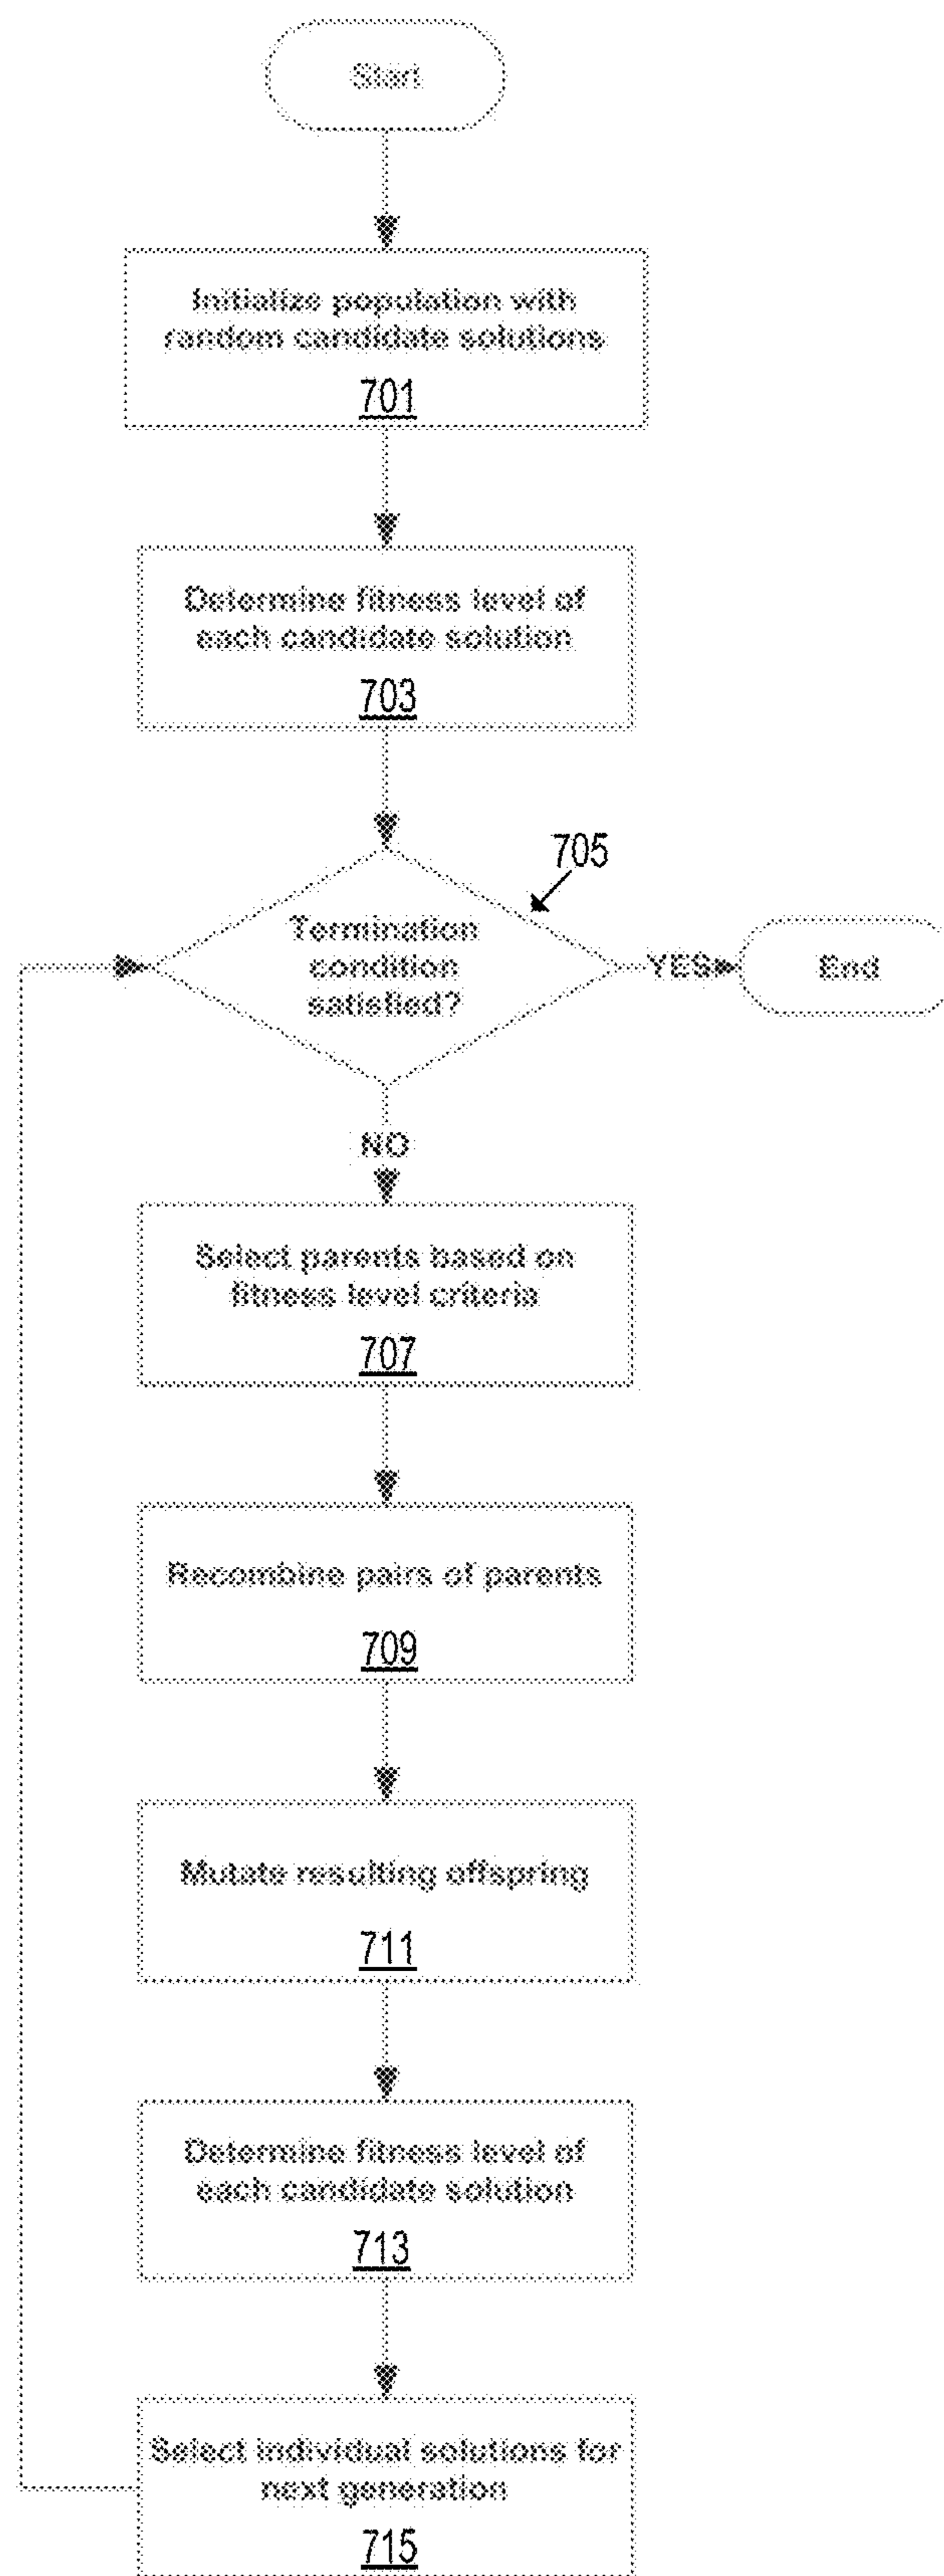 Start
Initialize population with
random candidate solutions
701
Determine fitness level of
each candidate solution
703
705
Termination
condition
satisfied?
YES
End
NO
Select parents based on
fitness level criteria
707
Recombine pairs of parents
709
Mutate resulting offspring
711
Determine fitness level of
each candidate solution
713
Select individual solutions for
next generation
715